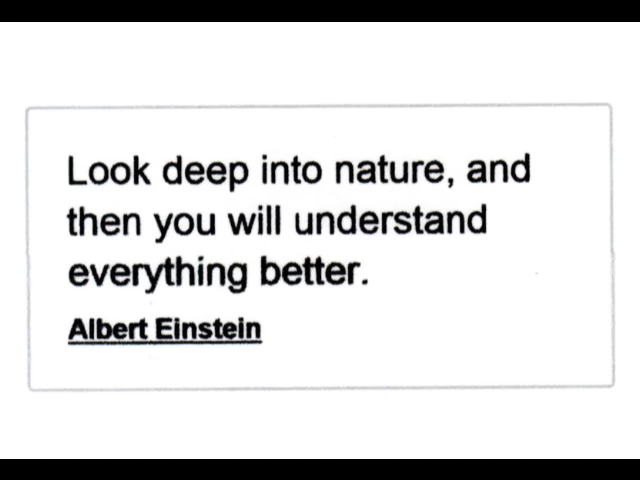 Look deep into nature, and
then you will understand
everything better.
Albert Einstein